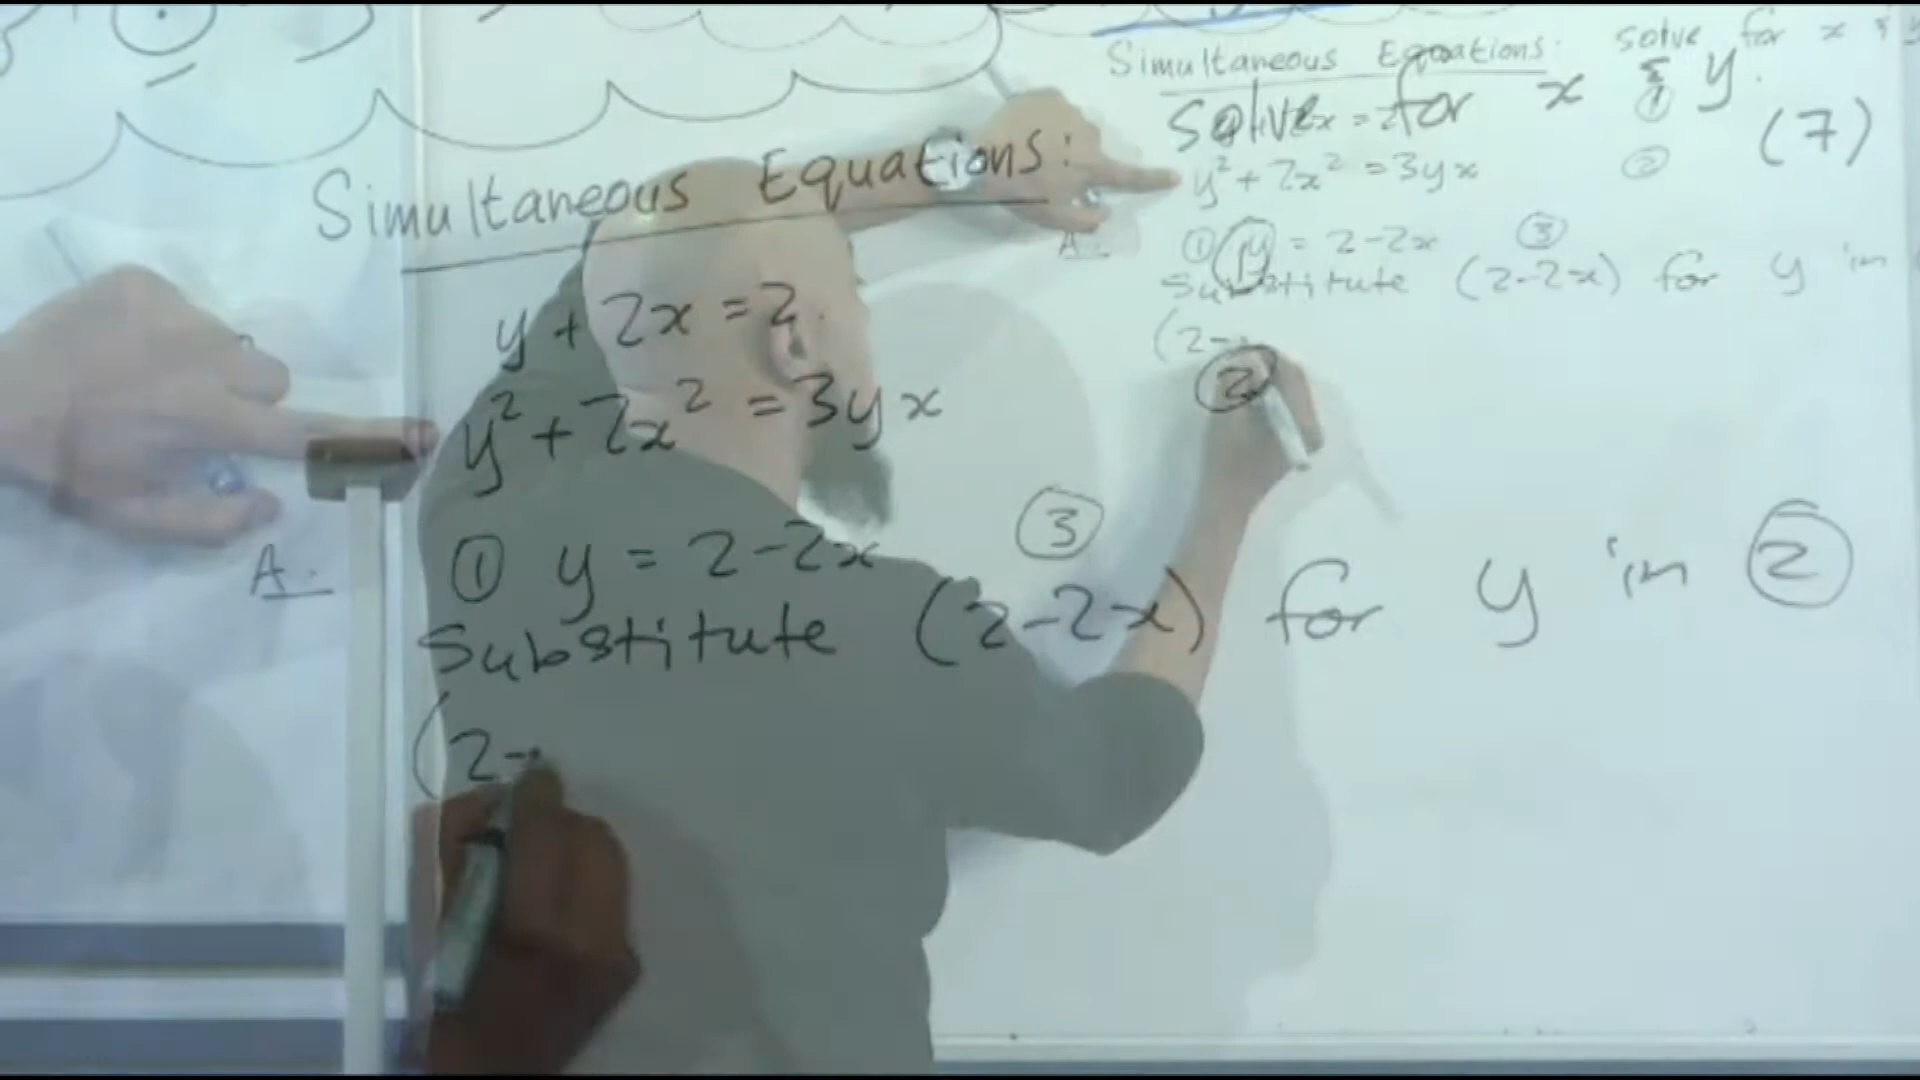 Simultaneous Equations: solve for x & y
Solve for x & y. (7)
y² + 2x² = 3yx ②
① y = 2-2x ③
Substitute (2-2x) for y in
(2-
Simultaneous Equations:
y + 2x = 2
y² + 2x² = 3yx
②
① y = 2-2x ③
Substitute (2-2x) for y in ②
(2-
A.